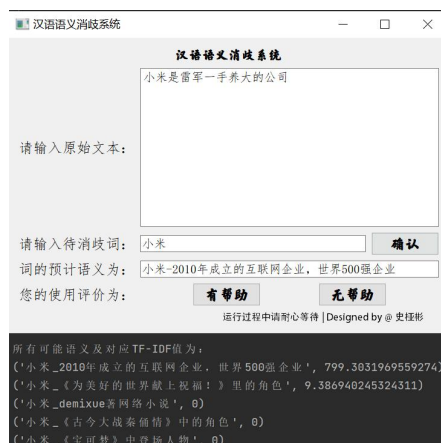 汉语语义消歧系统
汉语语义消歧系统
小米是雷军一手养大的公司
请输入原始文本：
请输入待消歧词： 小米 确认
词的预计语义为： 小米-2010年成立的互联网企业，世界500强企业
您的使用评价为： 有帮助 无帮助
运行过程中请耐心等待 | Designed by @ 史桠彬
所有可能语义及对应TF-IDF值为：
('小米_2010年成立的互联网企业，世界500强企业', 799.3031969559274)
('小米_《为美好的世界献上祝福！》里的角色', 9.386940245324311)
('小米_demixue著网络小说', 0)
('小米_《古今大战秦俑情》中的角色', 0)
('小米_《宝可梦》中登场人物', 0)